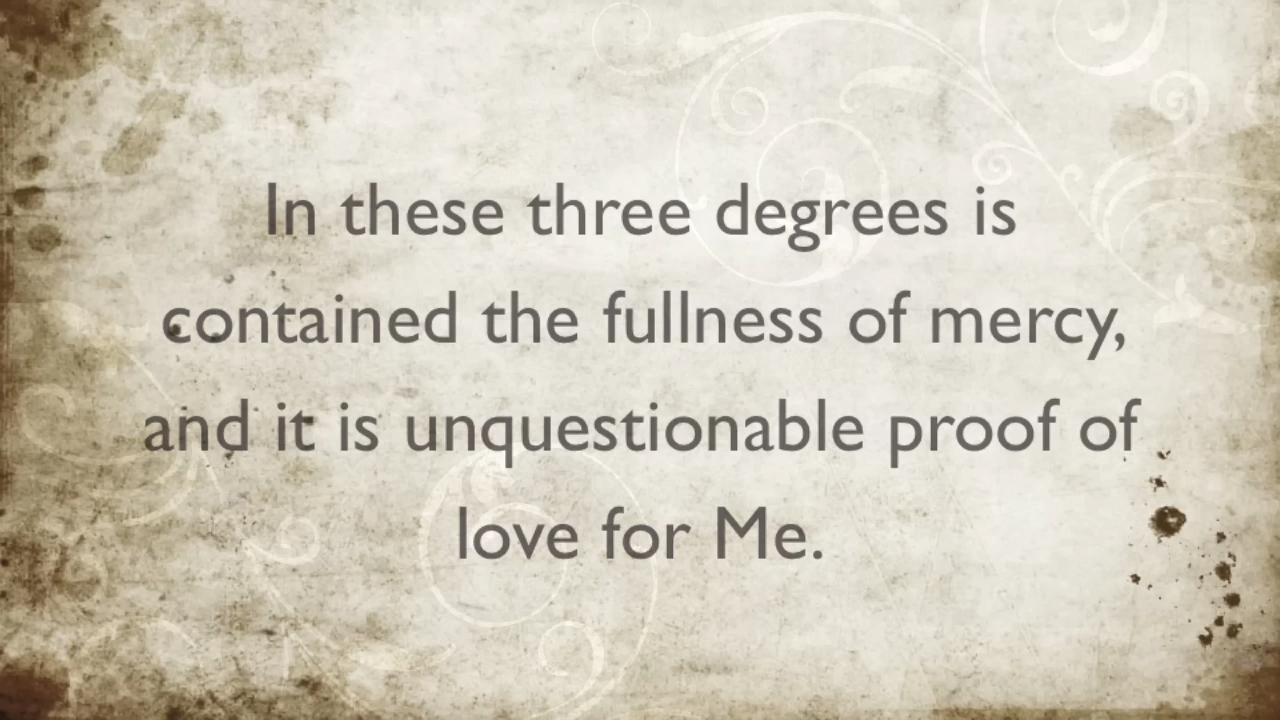 In these three degrees is
contained the fullness of mercy,
and it is unquestionable proof of
love for Me.